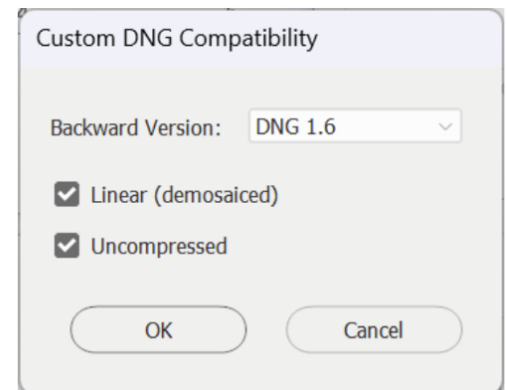 Custom DNG Compatibility
Backward Version: DNG 1.6
Linear (demosaiced)
Uncompressed
OK Cancel